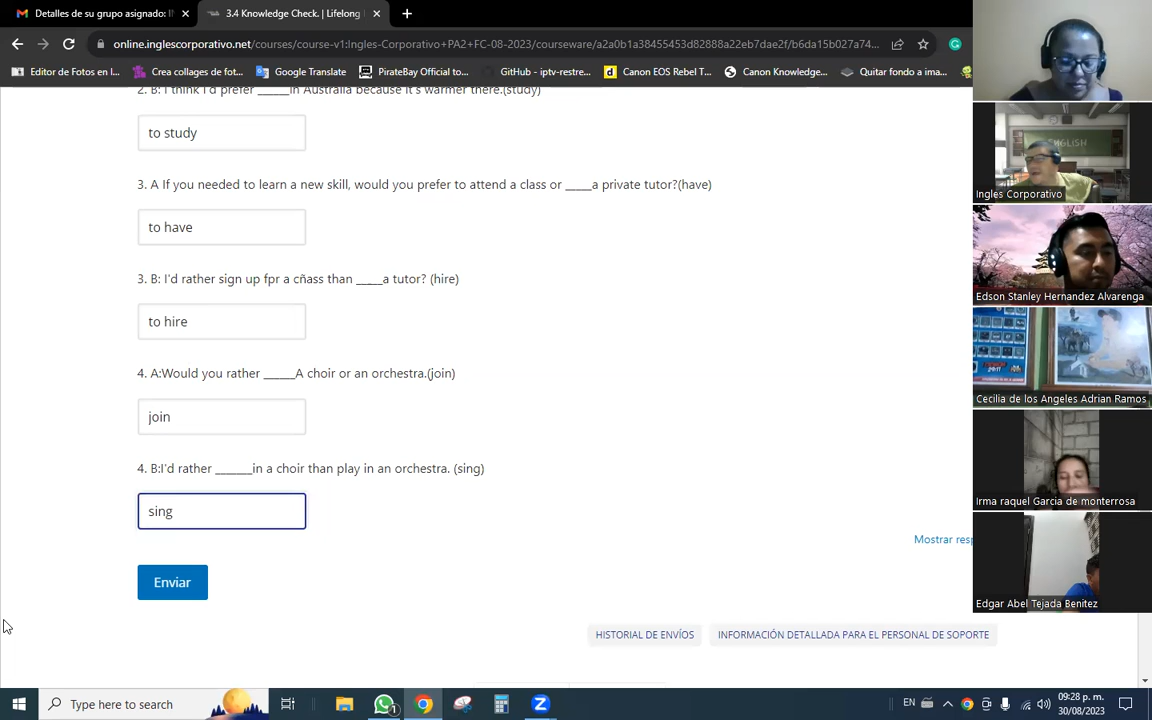 Detalles de su grupo asignado: I
3.4 Knowledge Check. | Lifelong
online.inglescorporativo.net/courses/course-v1:Ingles-Corporativo+PA2+FC-08-2023/courseware/a2a0b1a38455453d82888a22eb7dae2f/b6da15b027a74...
Editor de Fotos en l...
Crea collages de fot...
Google Translate
PirateBay Official to...
GitHub - iptv-restre...
Canon EOS Rebel T...
Canon Knowledge...
Quitar fondo a ima...
2. B: I think I'd prefer ______in Australia because it's warmer there.(study)
to study
3. A If you needed to learn a new skill, would you prefer to attend a class or _____a private tutor?(have)
to have
3. B: I'd rather sign up fpr a cñass than _____a tutor? (hire)
to hire
4. A:Would you rather ______A choir or an orchestra.(join)
join
4. B:I'd rather _______in a choir than play in an orchestra. (sing)
sing
Mostrar resp
Enviar
HISTORIAL DE ENVÍOS
INFORMACIÓN DETALLADA PARA EL PERSONAL DE SOPORTE
ENGLISH
Ingles Corporativo
Edson Stanley Hernandez Alvarenga
Cecilia de los Angeles Adrian Ramos
Irma raquel Garcia de monterrosa
Edgar Abel Tejada Benitez
Type here to search
1
EN
09:28 p. m.
30/08/2023